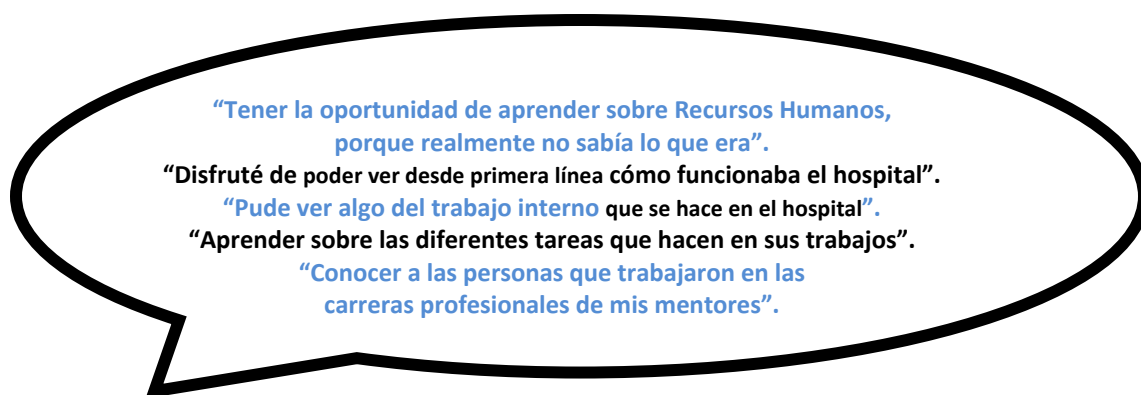 “Tener la oportunidad de aprender sobre Recursos Humanos,
porque realmente no sabía lo que era”.
“Disfruté de poder ver desde primera línea cómo funcionaba el hospital”.
“Pude ver algo del trabajo interno que se hace en el hospital”.
“Aprender sobre las diferentes tareas que hacen en sus trabajos”.
“Conocer a las personas que trabajaron en las
carreras profesionales de mis mentores”.